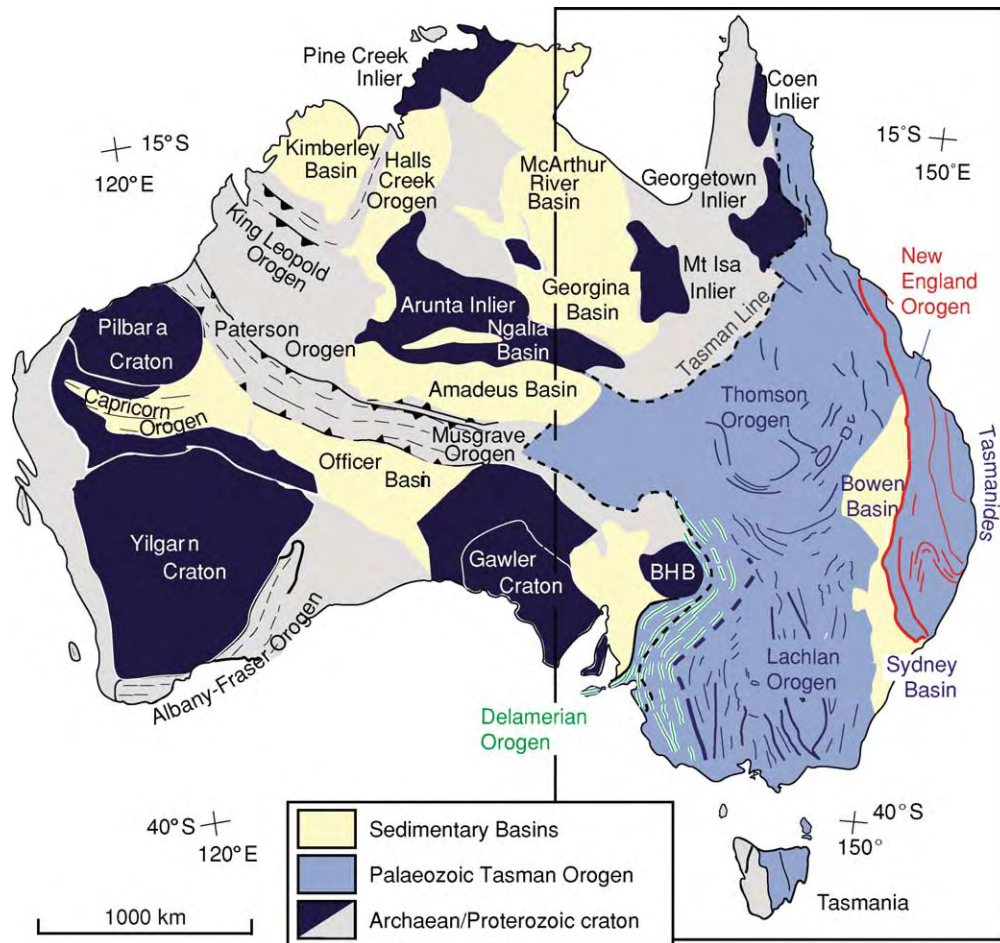 Pine Creek
Inlier
Coen
Inlier
15°S
120°E
15°S
150°E
Kimberley
Basin
Halls
Creek
Orogen
McArthur
River
Basin
Georgetown
Inlier
King Leopold
Orogen
New
England
Orogen
Mt Isa
Inlier
Arunta Inlier
Georgina
Basin
Ngalia
Basin
Tasman Line
Pilbara
Craton
Paterson
Orogen
Amadeus Basin
Thomson
Orogen
Capricorn
Orogen
Musgrave
Orogen
Tasmanides
Officer
Basin
Bowen
Basin
Yilgarn
Craton
Gawler
Craton
BHB
Albany-Fraser Orogen
Lachlan
Orogen
Sydney
Basin
Delamerian
Orogen
40°S
120°E
40°S
150°
Sedimentary Basins
Palaeozoic Tasman Orogen
Archaean/Proterozoic craton
Tasmania
1000 km